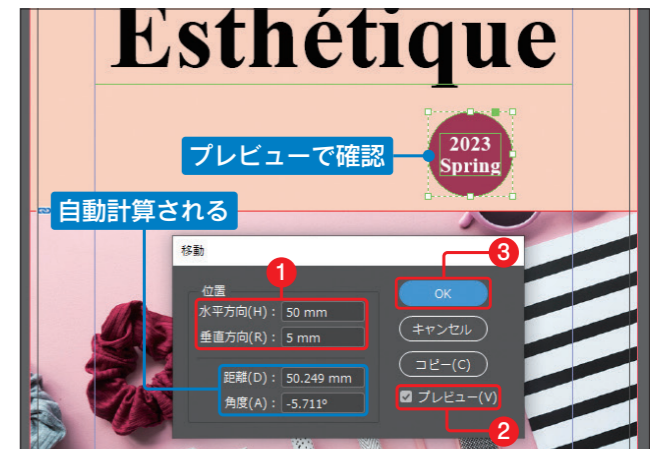 Esthétique
2023
Spring
プレビューで確認
自動計算される
移動
3
1
位置
水平方向(H)： 50 mm
垂直方向(R)： 5 mm
距離(D)： 50.249 mm
角度(A)： -5.711°
OK
キャンセル
コピー(C)
プレビュー(V)
2